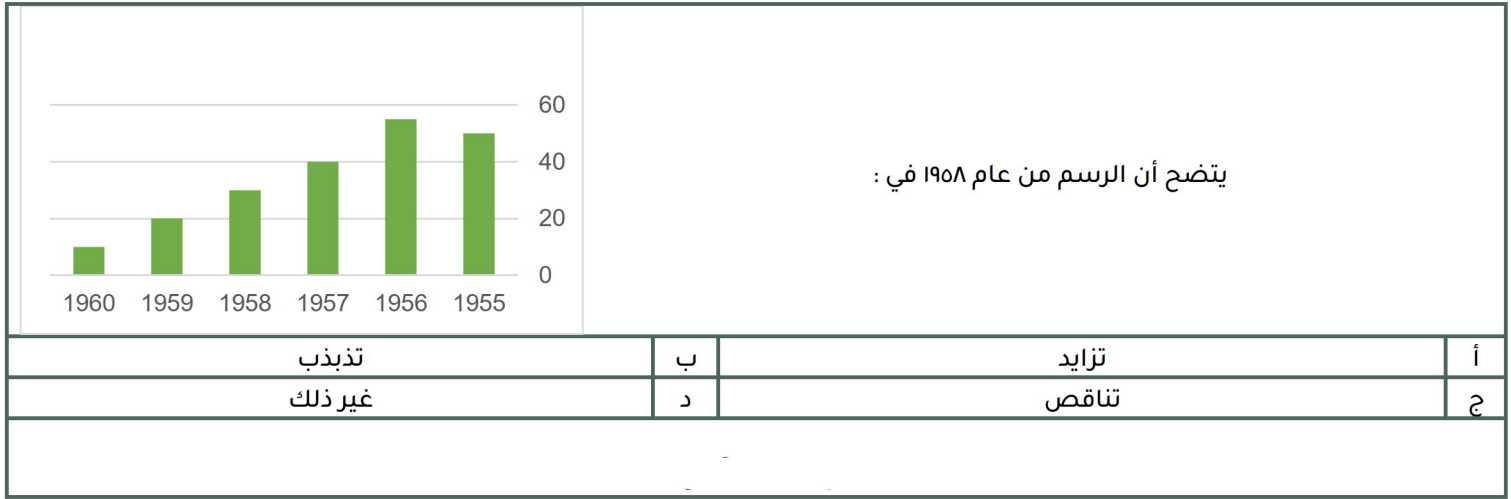 يتضح أن الرسم من عام ١٩٥٨ في :
60
40
20
0
1960 1959 1958 1957 1956 1955
أ تزايد ب تذبذب
ج تناقص د غير ذلك